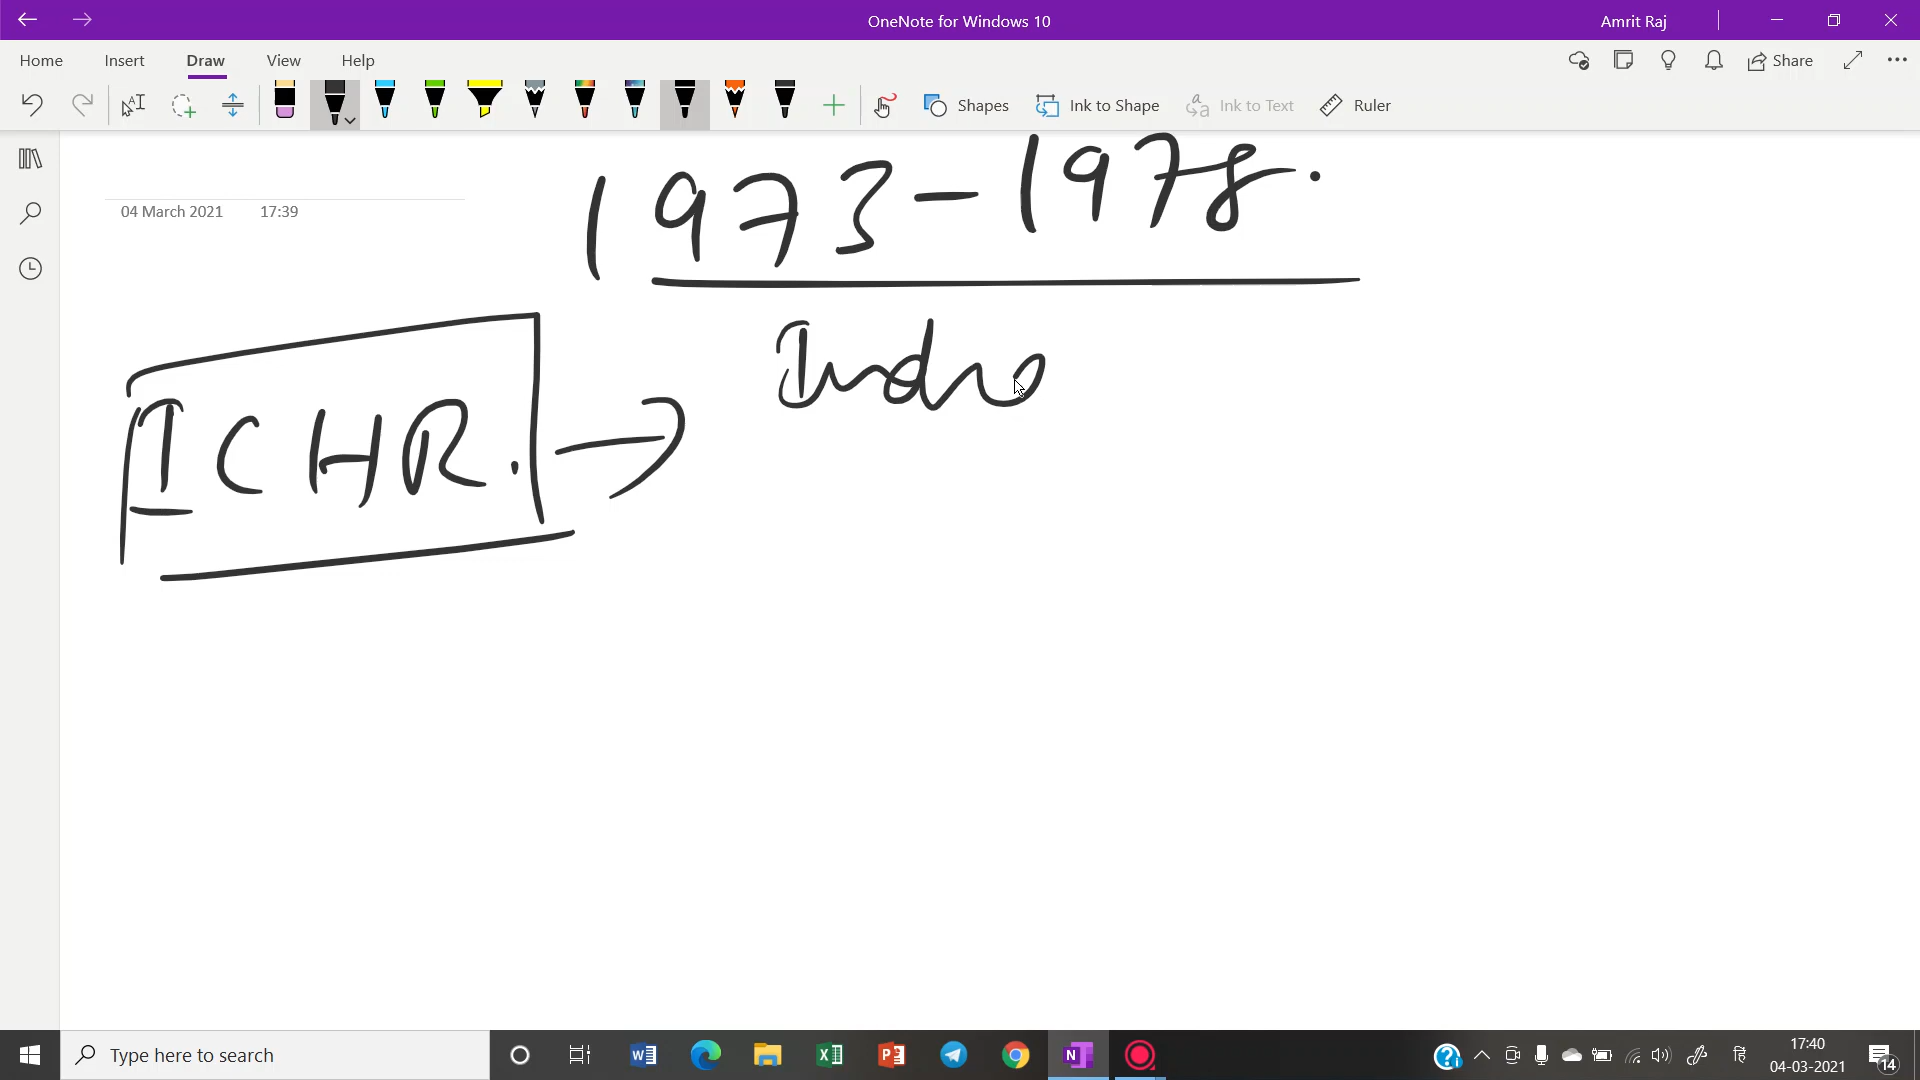 OneNote for Windows 10
Amrit Raj
Home Insert Draw View Help
Share
Shapes Ink to Shape Ink to Text Ruler
1973-1978.
04 March 2021 17:39
ICHR. →
Type here to search
हि
17:40
04-03-2021
14